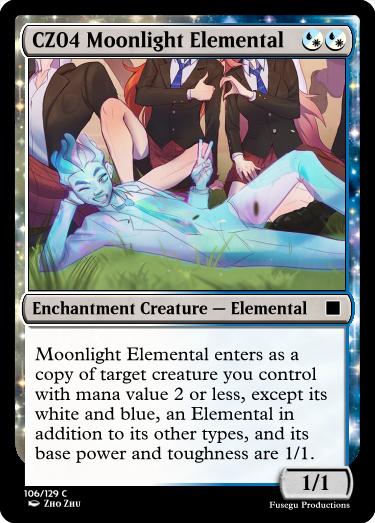 CZ04 Moonlight Elemental
Enchantment Creature — Elemental
Moonlight Elemental enters as a
copy of target creature you control
with mana value 2 or less, except its
white and blue, an Elemental in
addition to its other types, and its
base power and toughness are 1/1.
1/1
106/129 C
Zho Zhu
Fusegu Productions